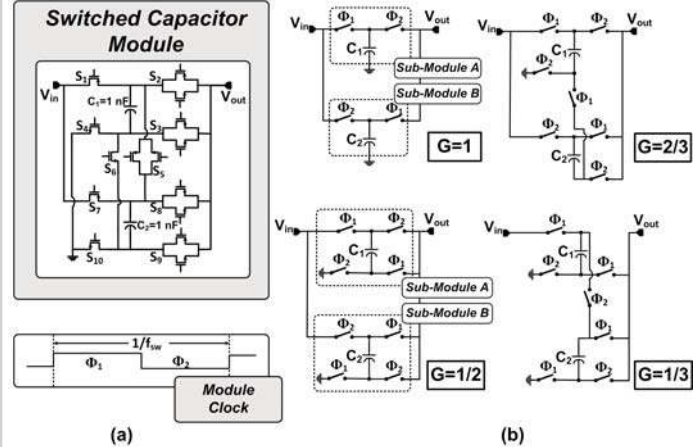 Switched Capacitor
Module
S₁
S₂
Vin
Vout
C₁=1 nF
S₄
S₃
S₆
S₅
S₇
S₈
C₂=1 nF
S₁₀
S₉
1/fsw
Φ₁
Φ₂
Module
Clock
(a)
Vin
Φ₁
Φ₂
Vout
C₁
Sub-Module A
Sub-Module B
Φ₂
Φ₁
C₂
G=1
Vin
Φ₁
Φ₂
Vout
C₁
Φ₂
Φ₁
Φ₂
Φ₁
C₂
Φ₂
G=2/3
Vin
Φ₁
Φ₂
Vout
C₁
Φ₂
Φ₁
Sub-Module A
Sub-Module B
Φ₂
Φ₁
C₂
Φ₁
Φ₂
G=1/2
Vin
Φ₁
Vout
C₁
Φ₂
Φ₁
Φ₂
Φ₁
C₂
Φ₁
Φ₂
G=1/3
(b)